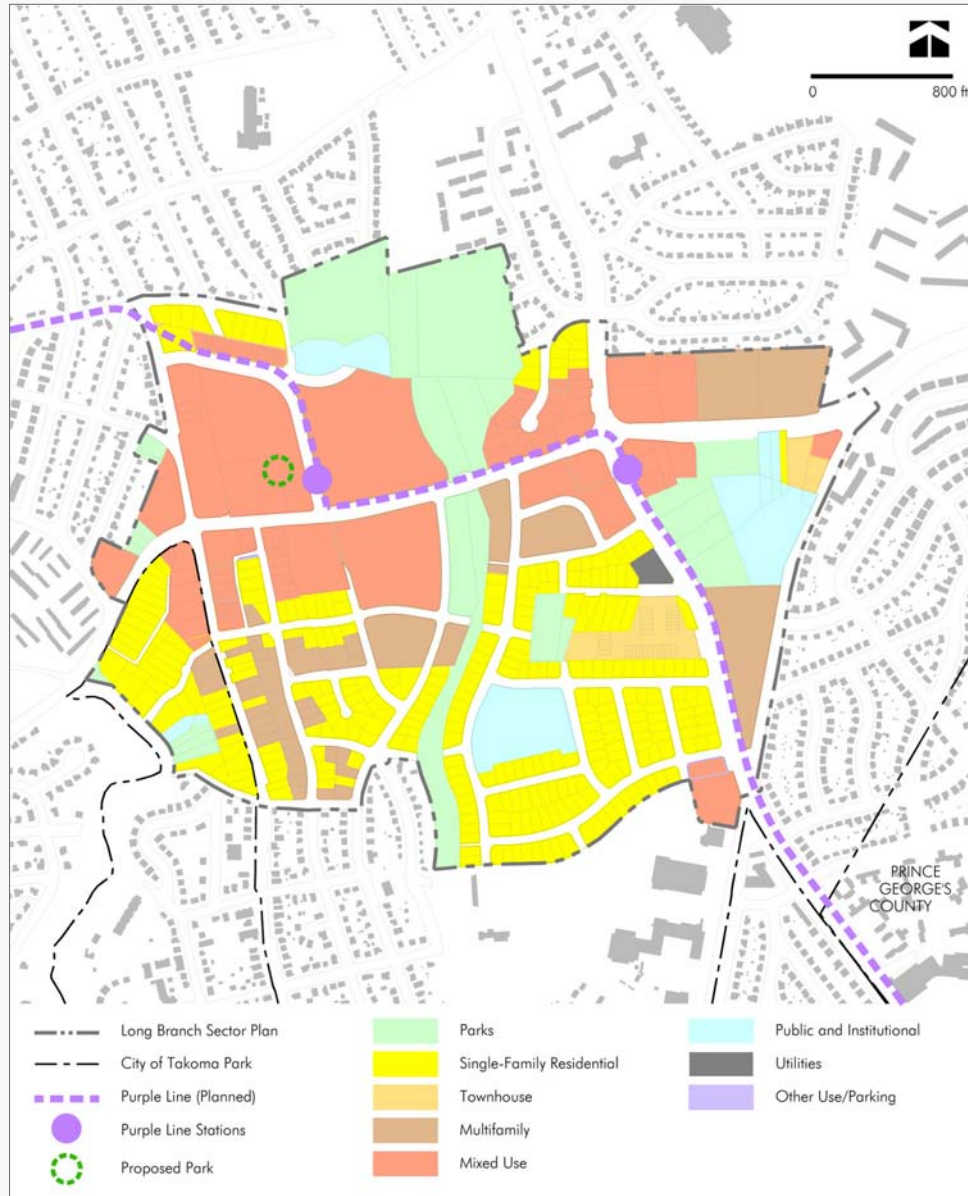 0 800 ft
PRINCE
GEORGE'S
COUNTY
Long Branch Sector Plan
City of Takoma Park
Purple Line (Planned)
Purple Line Stations
Proposed Park
Parks
Single-Family Residential
Townhouse
Multifamily
Mixed Use
Public and Institutional
Utilities
Other Use/Parking